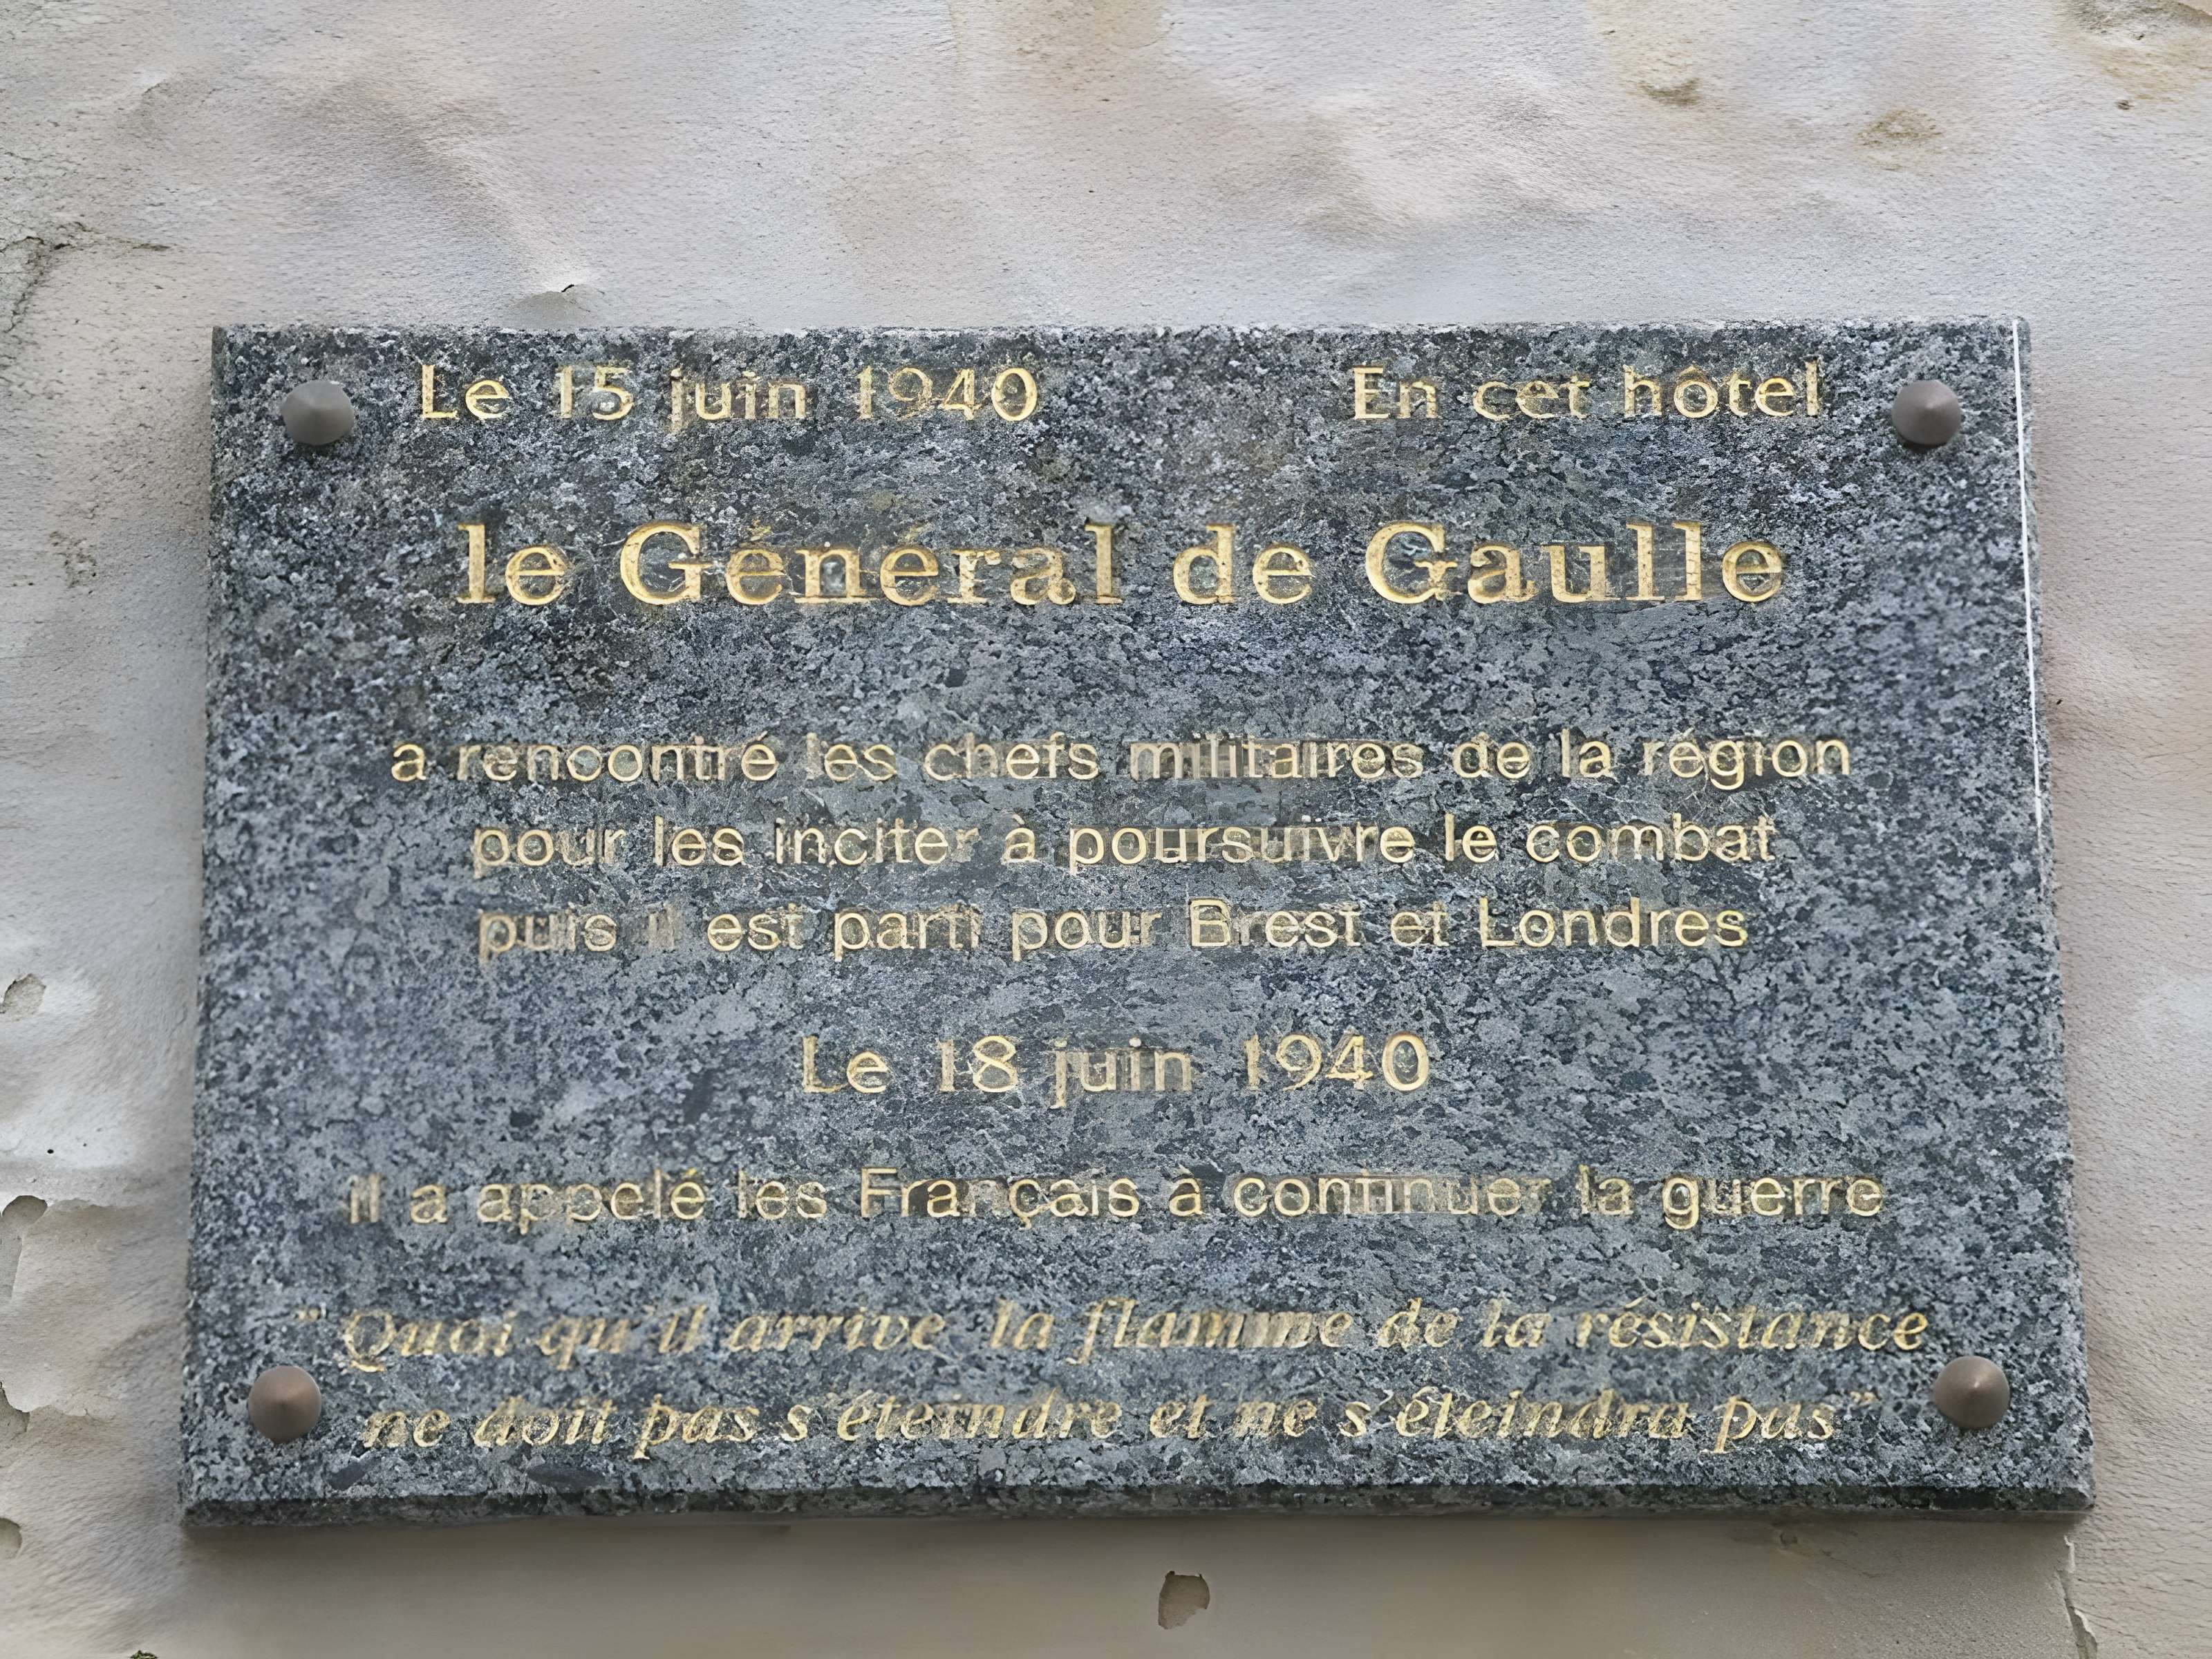 Le 15 juin 1940 En cet hôtel
le Général de Gaulle
a rencontré les chefs militaires de la région
pour les inciter à poursuivre le combat
puis il est parti pour Brest et Londres
Le 18 juin 1940
il a appelé les Français à continuer la guerre
" Quoi qu'il arrive la flamme de la résistance
ne doit pas s'éteindre et ne s'éteindra pas"